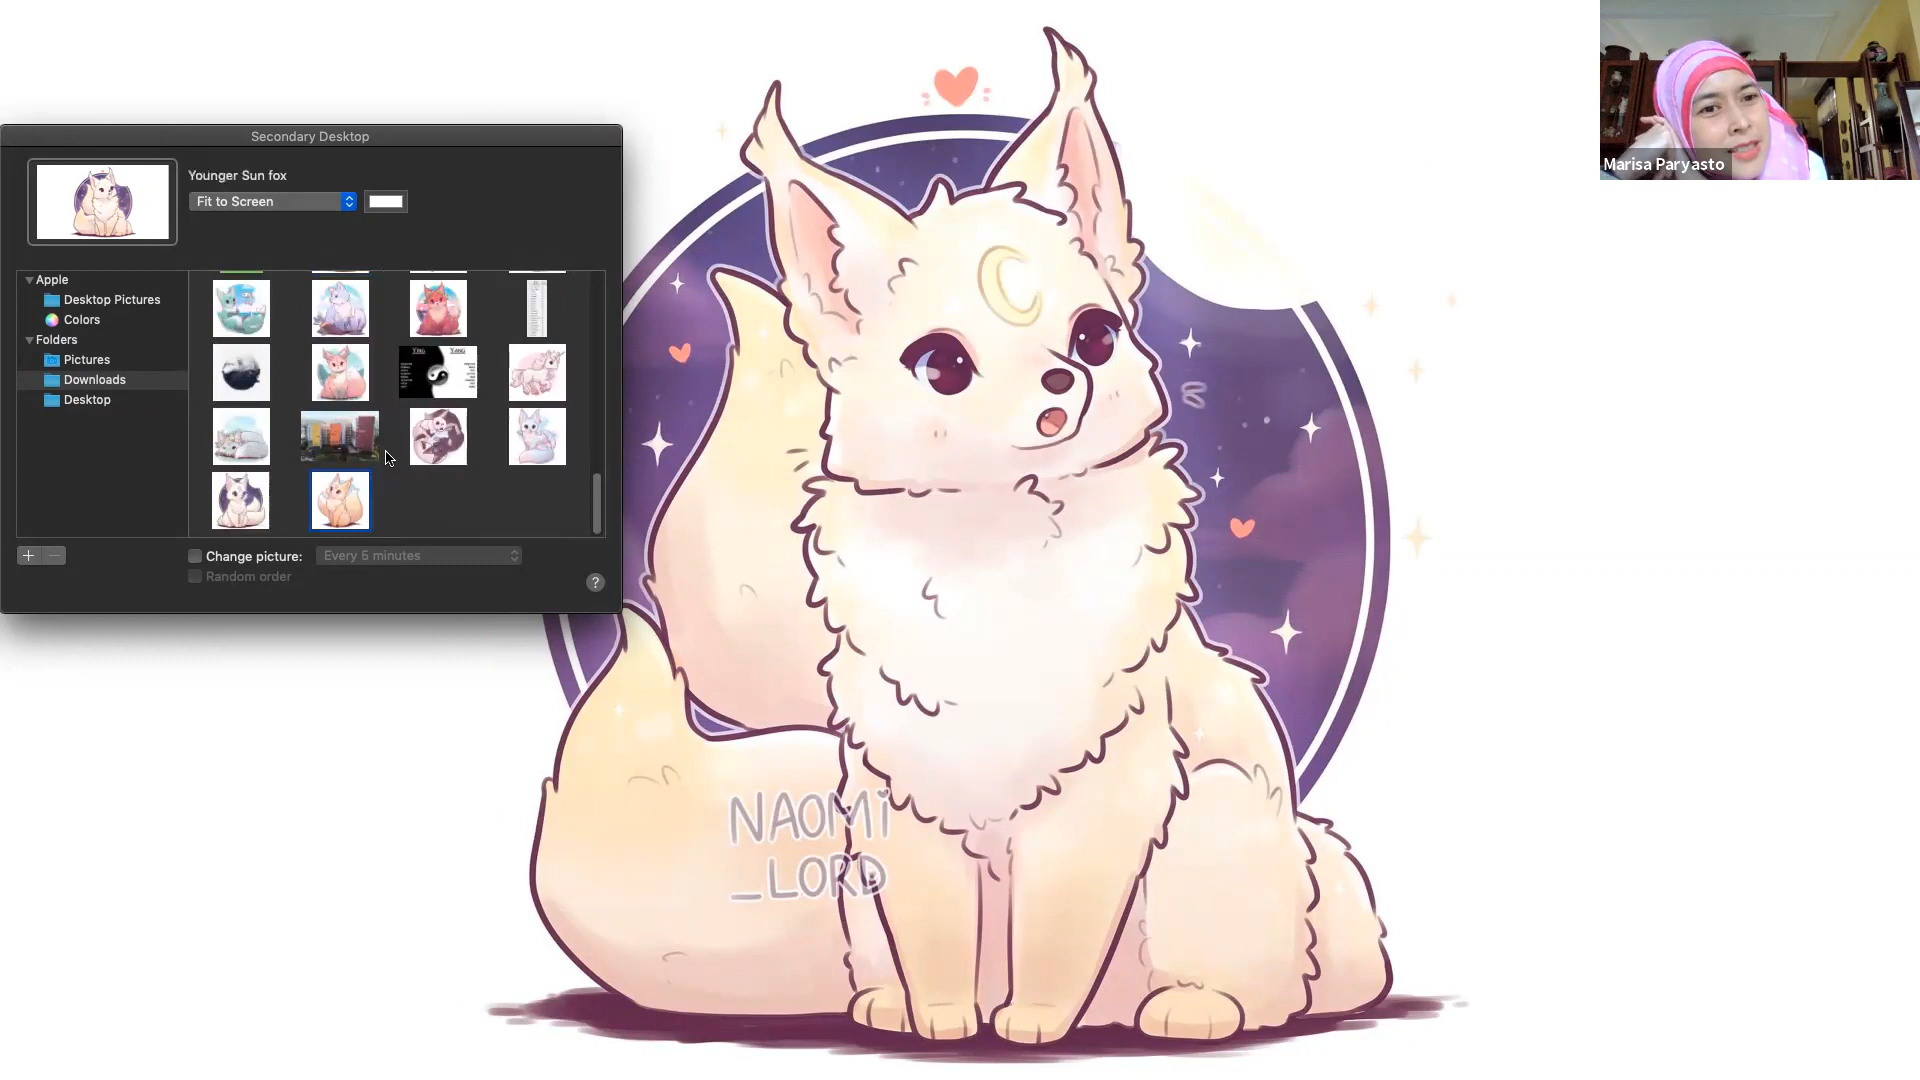 Secondary Desktop
Younger Sun fox
Fit to Screen
Apple
Desktop Pictures
Colors
Folders
Pictures
Downloads
Desktop
+ −
Change picture: Every 5 minutes
Random order
?
NAOMi
_LORD
Marisa Paryasto